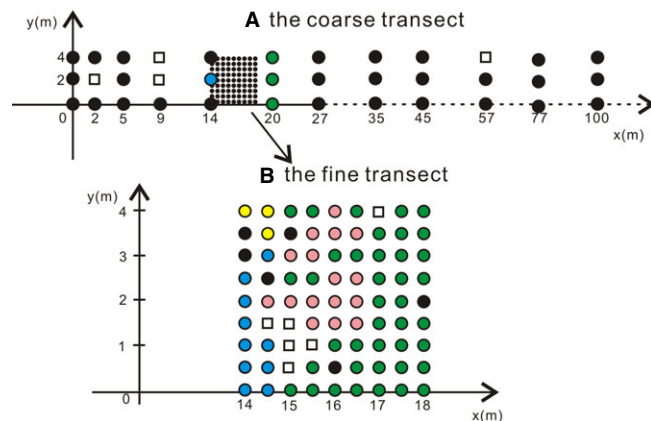 A the coarse transect
y(m)
4
2
0 2 5 9 14 20 27 35 45 57 77 100
x(m)
B the fine transect
y(m)
4
3
2
1
0
14 15 16 17 18
x(m)